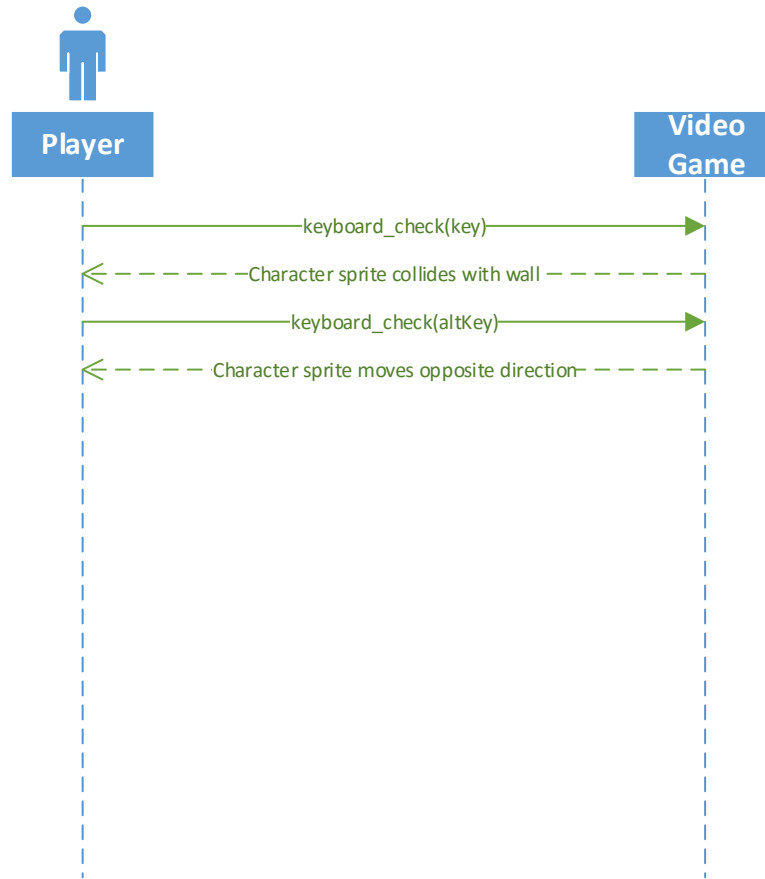 Player
Video
Game
keyboard_check(key)
Character sprite collides with wall
keyboard_check(altKey)
Character sprite moves opposite direction